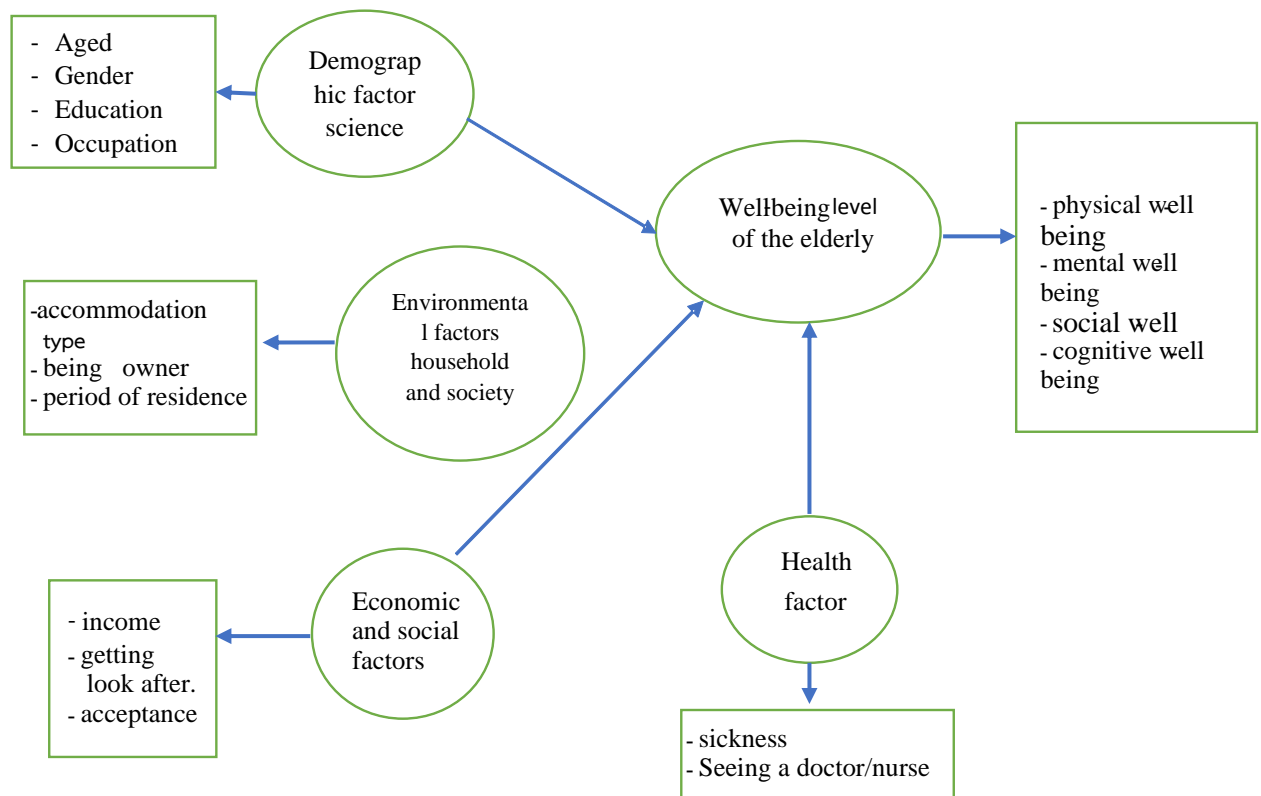 - Aged
- Gender
- Education
- Occupation
Demograp
hic factor
science
Well-being level
of the elderly
- physical well-
being
- mental well-
being
- social well
- cognitive well-
being
-accommodation
type
- being owner
- period of residence
Environmenta
l factors
household
and society
- income
- getting
look after.
- acceptance
Economic
and social
factors
Health
factor
- sickness
- Seeing a doctor/nurse